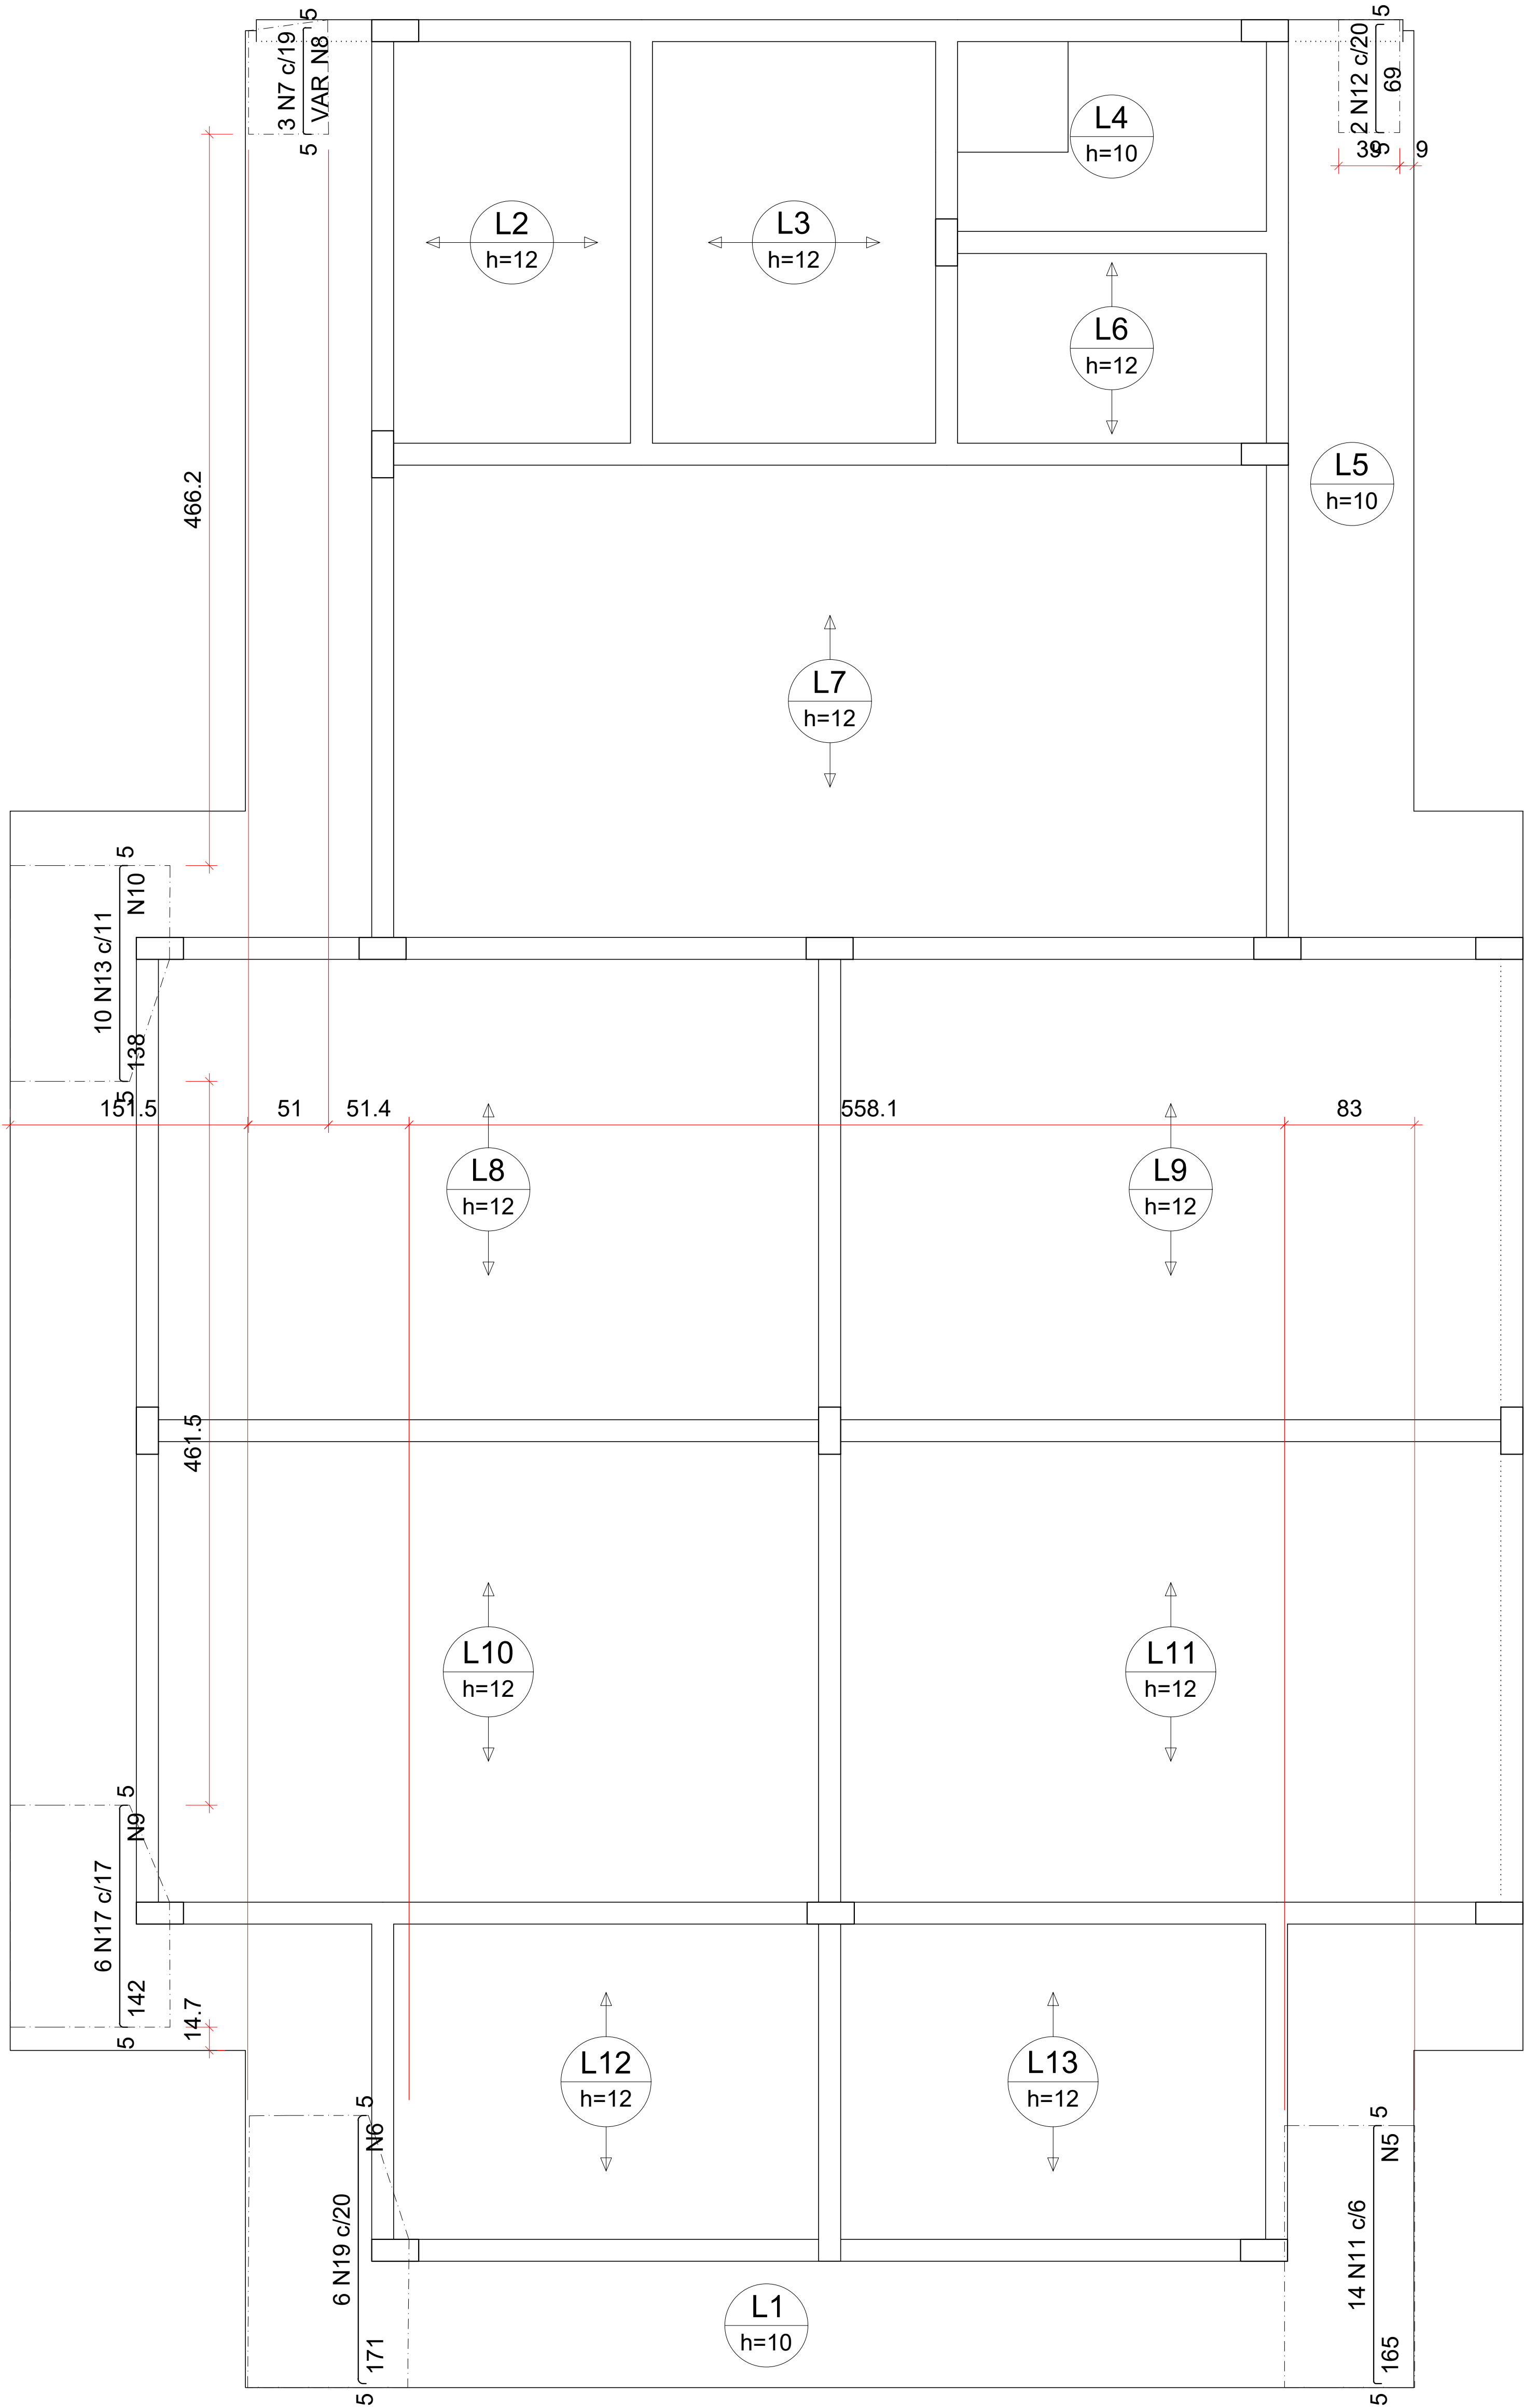 5
3 N7 c/19
VAR N8
5
5
2 N12 c/20
69
5
39
9
L4
h=10
L2
h=12
L3
h=12
L6
h=12
466.2
L5
h=10
L7
h=12
5
N10
10 N13 c/11
138
5
151.5
51
51.4
558.1
83
L8
h=12
L9
h=12
461.5
L10
h=12
L11
h=12
5
N9
6 N17 c/17
142
5
14.7
L12
h=12
L13
h=12
5
N6
6 N19 c/20
171
5
5
N5
14 N11 c/6
165
5
L1
h=10